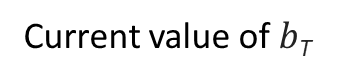 Current value of b_T